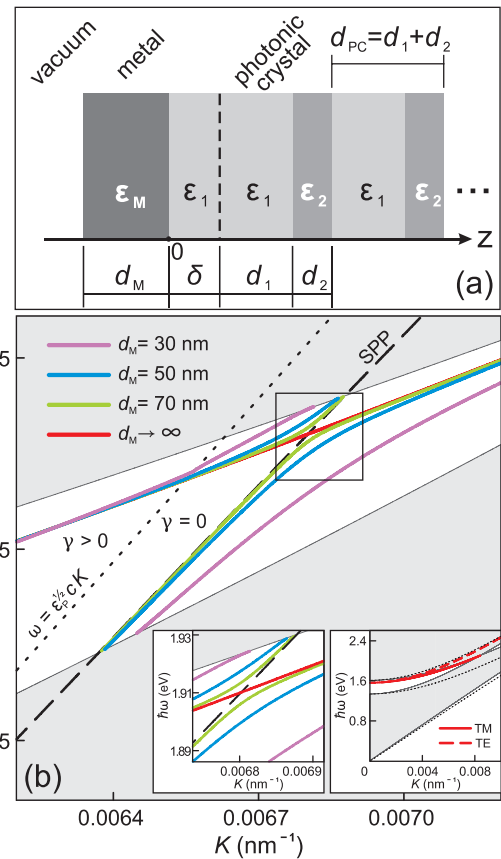 vacuum
metal
photonic
crystal
d_PC=d_1+d_2
ε_M
ε_1
ε_1
ε_2
ε_1
ε_2
...
0
z
d_M
δ
d_1
d_2
(a)
d_M= 30 nm
d_M= 50 nm
d_M= 70 nm
d_M→ ∞
SPP
5
5
5
γ > 0
γ = 0
ω = ε_P^½ cK
1.93
1.91
1.89
ħω (eV)
0.0068
0.0069
K (nm⁻¹)
2.4
1.6
0.8
ħω (eV)
TM
TE
0
0.004
0.008
K (nm⁻¹)
(b)
0.0064
0.0067
0.0070
K (nm⁻¹)